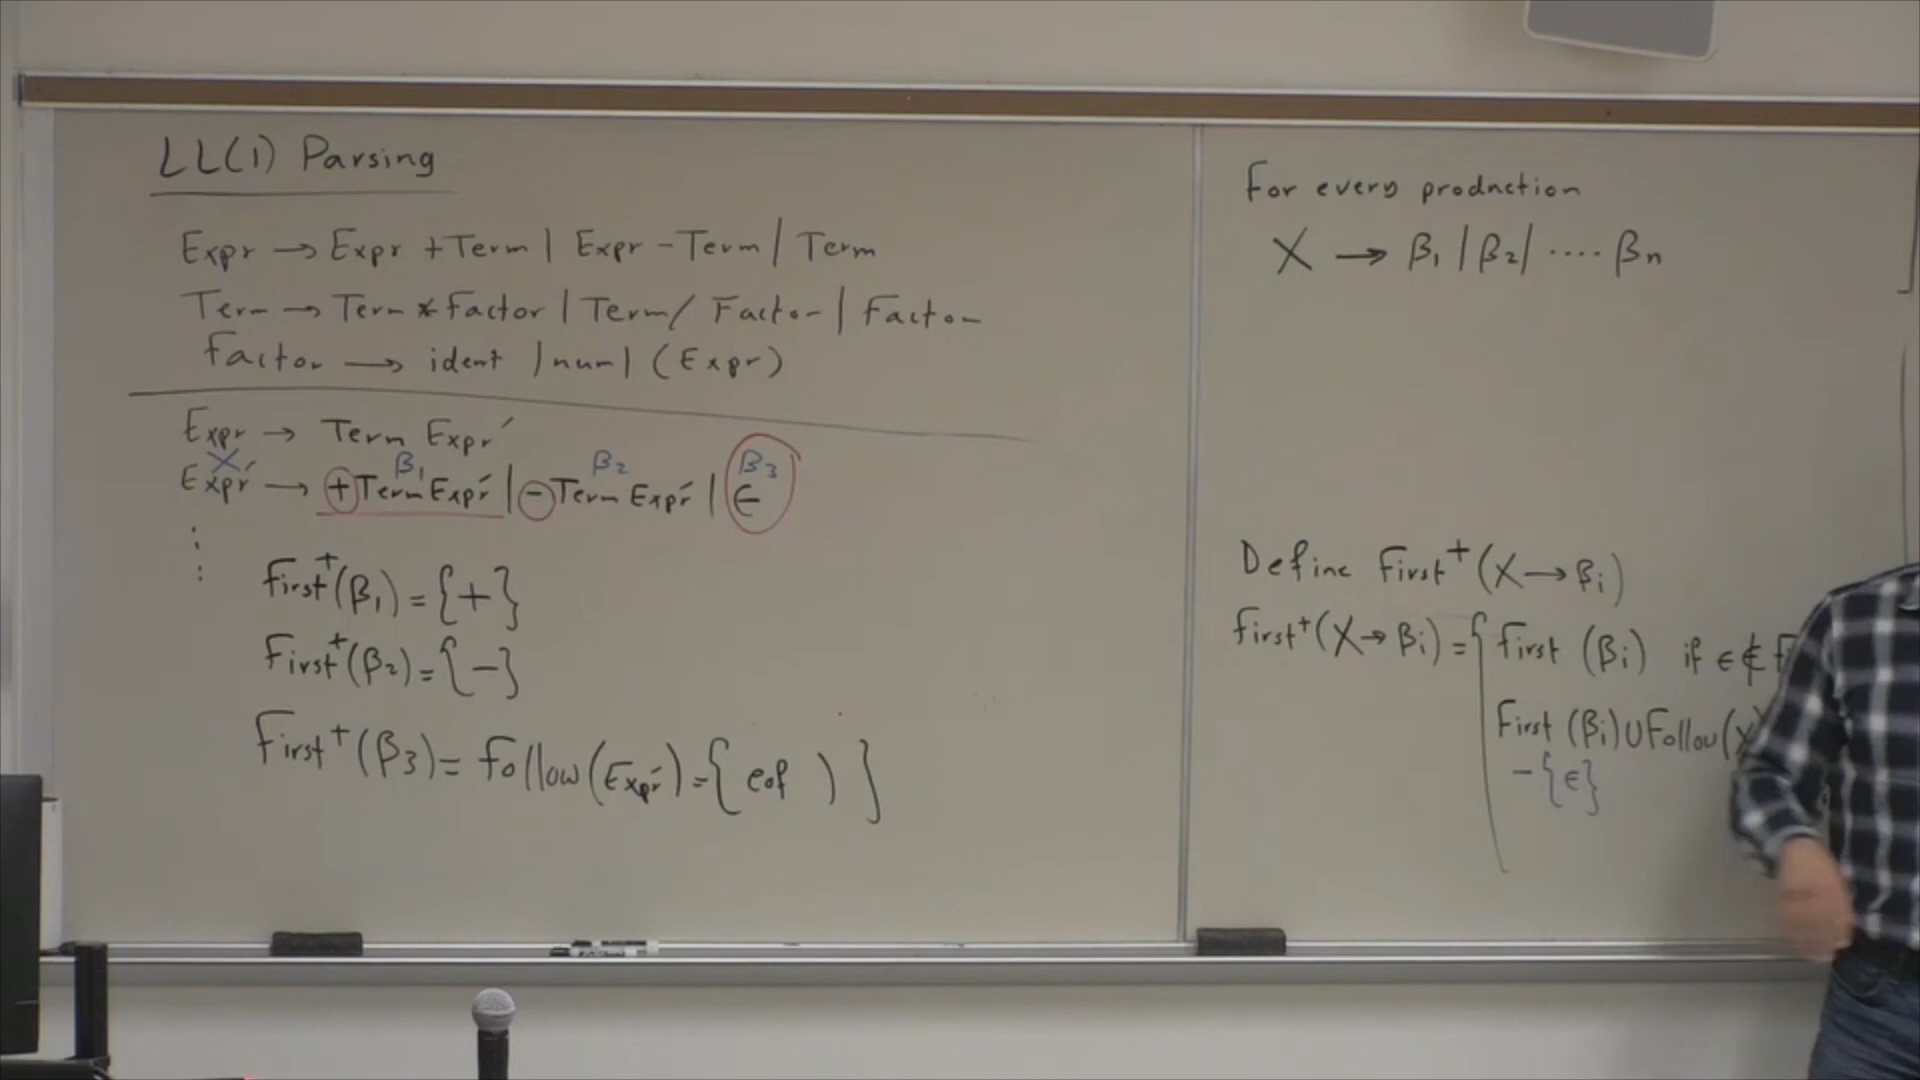 LL(1) Parsing
Expr → Expr + Term | Expr - Term | Term
Term → Term * Factor | Term / Factor | Factor
Factor → ident | num | (Expr)
Expr → Term Expr′
X β₁ β₂ β₃
Expr′ → + Term Expr′ | - Term Expr′ | ϵ
⋮
First⁺(β₁) = {+}
First⁺(β₂) = {-}
First⁺(β₃) = Follow(Expr′) = { eof ) }
For every production
X → β₁ | β₂ | .... βn
Define First⁺(X → βi)
First⁺(X → βi) = { First (βi) if ϵ ∉
First (βi) ∪ Follow(X
- {ϵ}